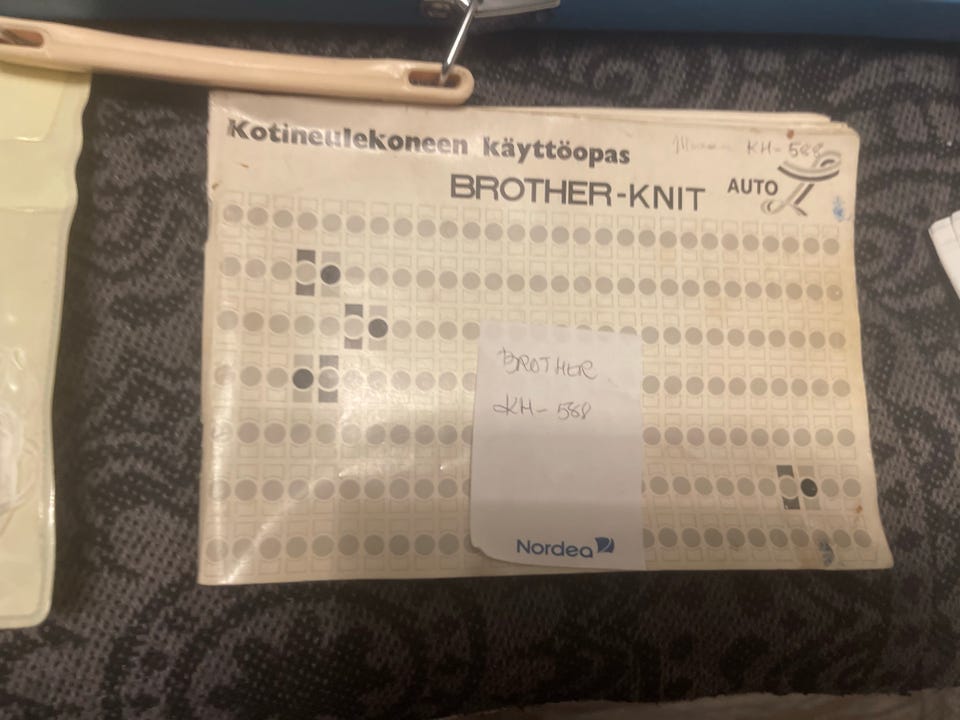 Kotineulekoneen käyttöopas
KH-588
BROTHER-KNIT
AUTO
BROTHER
KH-588
Nordea